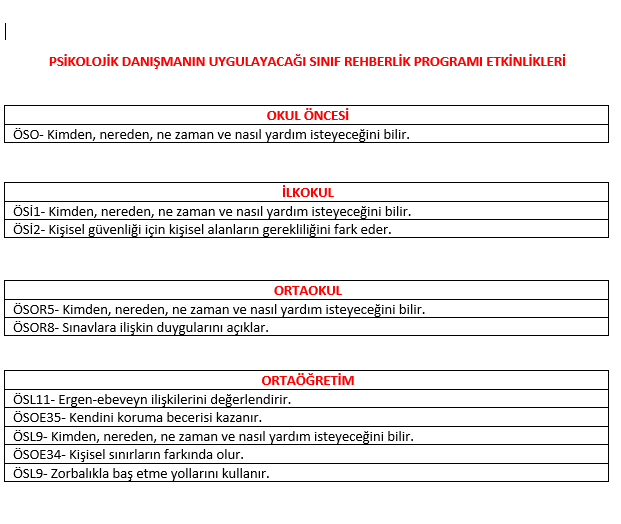 PSİKOLOJİK DANIŞMANIN UYGULAYACAĞI SINIF REHBERLİK PROGRAMI ETKİNLİKLERİ
OKUL ÖNCESİ
ÖSO- Kimden, nereden, ne zaman ve nasıl yardım isteyeceğini bilir.
İLKOKUL
ÖSİ1- Kimden, nereden, ne zaman ve nasıl yardım isteyeceğini bilir.
ÖSİ2- Kişisel güvenliği için kişisel alanların gerekliliğini fark eder.
ORTAOKUL
ÖSOR5- Kimden, nereden, ne zaman ve nasıl yardım isteyeceğini bilir.
ÖSOR8- Sınavlara ilişkin duygularını açıklar.
ORTAÖĞRETİM
ÖSL11- Ergen-ebeveyn ilişkilerini değerlendirir.
ÖSOE35- Kendini koruma becerisi kazanır.
ÖSL9- Kimden, nereden, ne zaman ve nasıl yardım isteyeceğini bilir.
ÖSOE34- Kişisel sınırların farkında olur.
ÖSL9- Zorbalıkla baş etme yollarını kullanır.